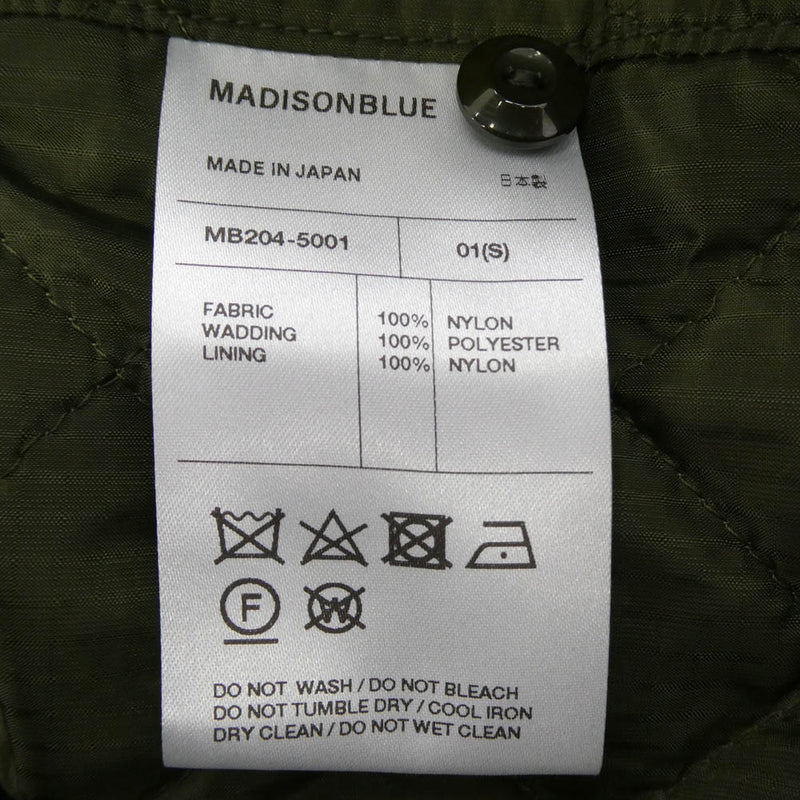 MADISONBLUE
MADE IN JAPAN 日本製
MB204-5001 01(S)
FABRIC 100% NYLON
WADDING 100% POLYESTER
LINING 100% NYLON
F W
DO NOT WASH / DO NOT BLEACH
DO NOT TUMBLE DRY / COOL IRON
DRY CLEAN / DO NOT WET CLEAN